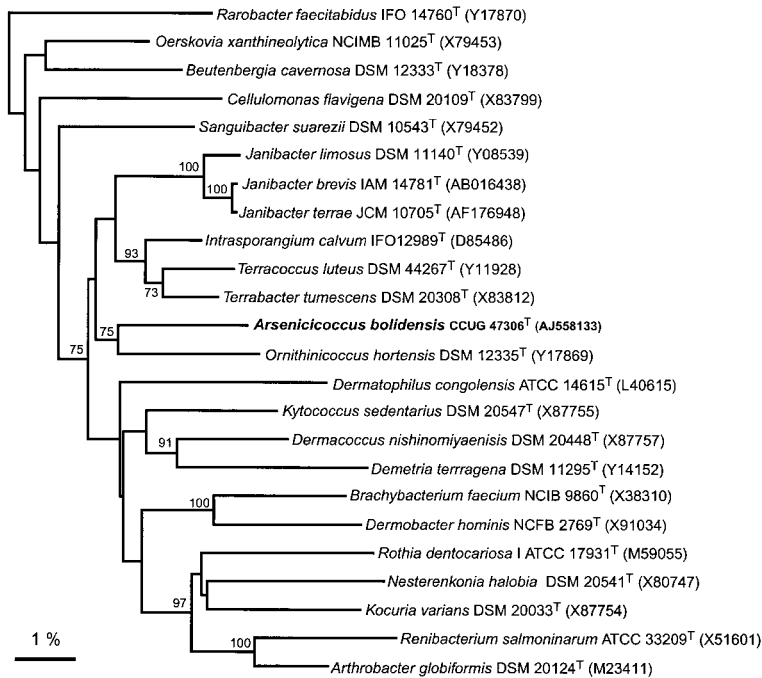 Rarobacter faecitabidus IFO 14760T (Y17870)
Oerskovia xanthineolytica NCIMB 11025T (X79453)
Beutenbergia cavernosa DSM 12333T (Y18378)
Cellulomonas flavigena DSM 20109T (X83799)
Sanguibacter suarezii DSM 10543T (X79452)
Janibacter limosus DSM 11140T (Y08539)
100
Janibacter brevis IAM 14781T (AB016438)
100
Janibacter terrae JCM 10705T (AF176948)
Intrasporangium calvum IFO12989T (D85486)
93
Terracoccus luteus DSM 44267T (Y11928)
73
Terrabacter tumescens DSM 20308T (X83812)
Arsenicicoccus bolidensis CCUG 47306T (AJ558133)
75
75
Ornithinicoccus hortensis DSM 12335T (Y17869)
Dermatophilus congolensis ATCC 14615T (L40615)
Kytococcus sedentarius DSM 20547T (X87755)
Dermacoccus nishinomiyaenisis DSM 20448T (X87757)
91
Demetria terrragena DSM 11295T (Y14152)
Brachybacterium faecium NCIB 9860T (X38310)
100
Dermobacter hominis NCFB 2769T (X91034)
Rothia dentocariosa I ATCC 17931T (M59055)
Nesterenkonia halobia DSM 20541T (X80747)
97
Kocuria varians DSM 20033T (X87754)
Renibacterium salmoninarum ATCC 33209T (X51601)
100
Arthrobacter globiformis DSM 20124T (M23411)
1 %